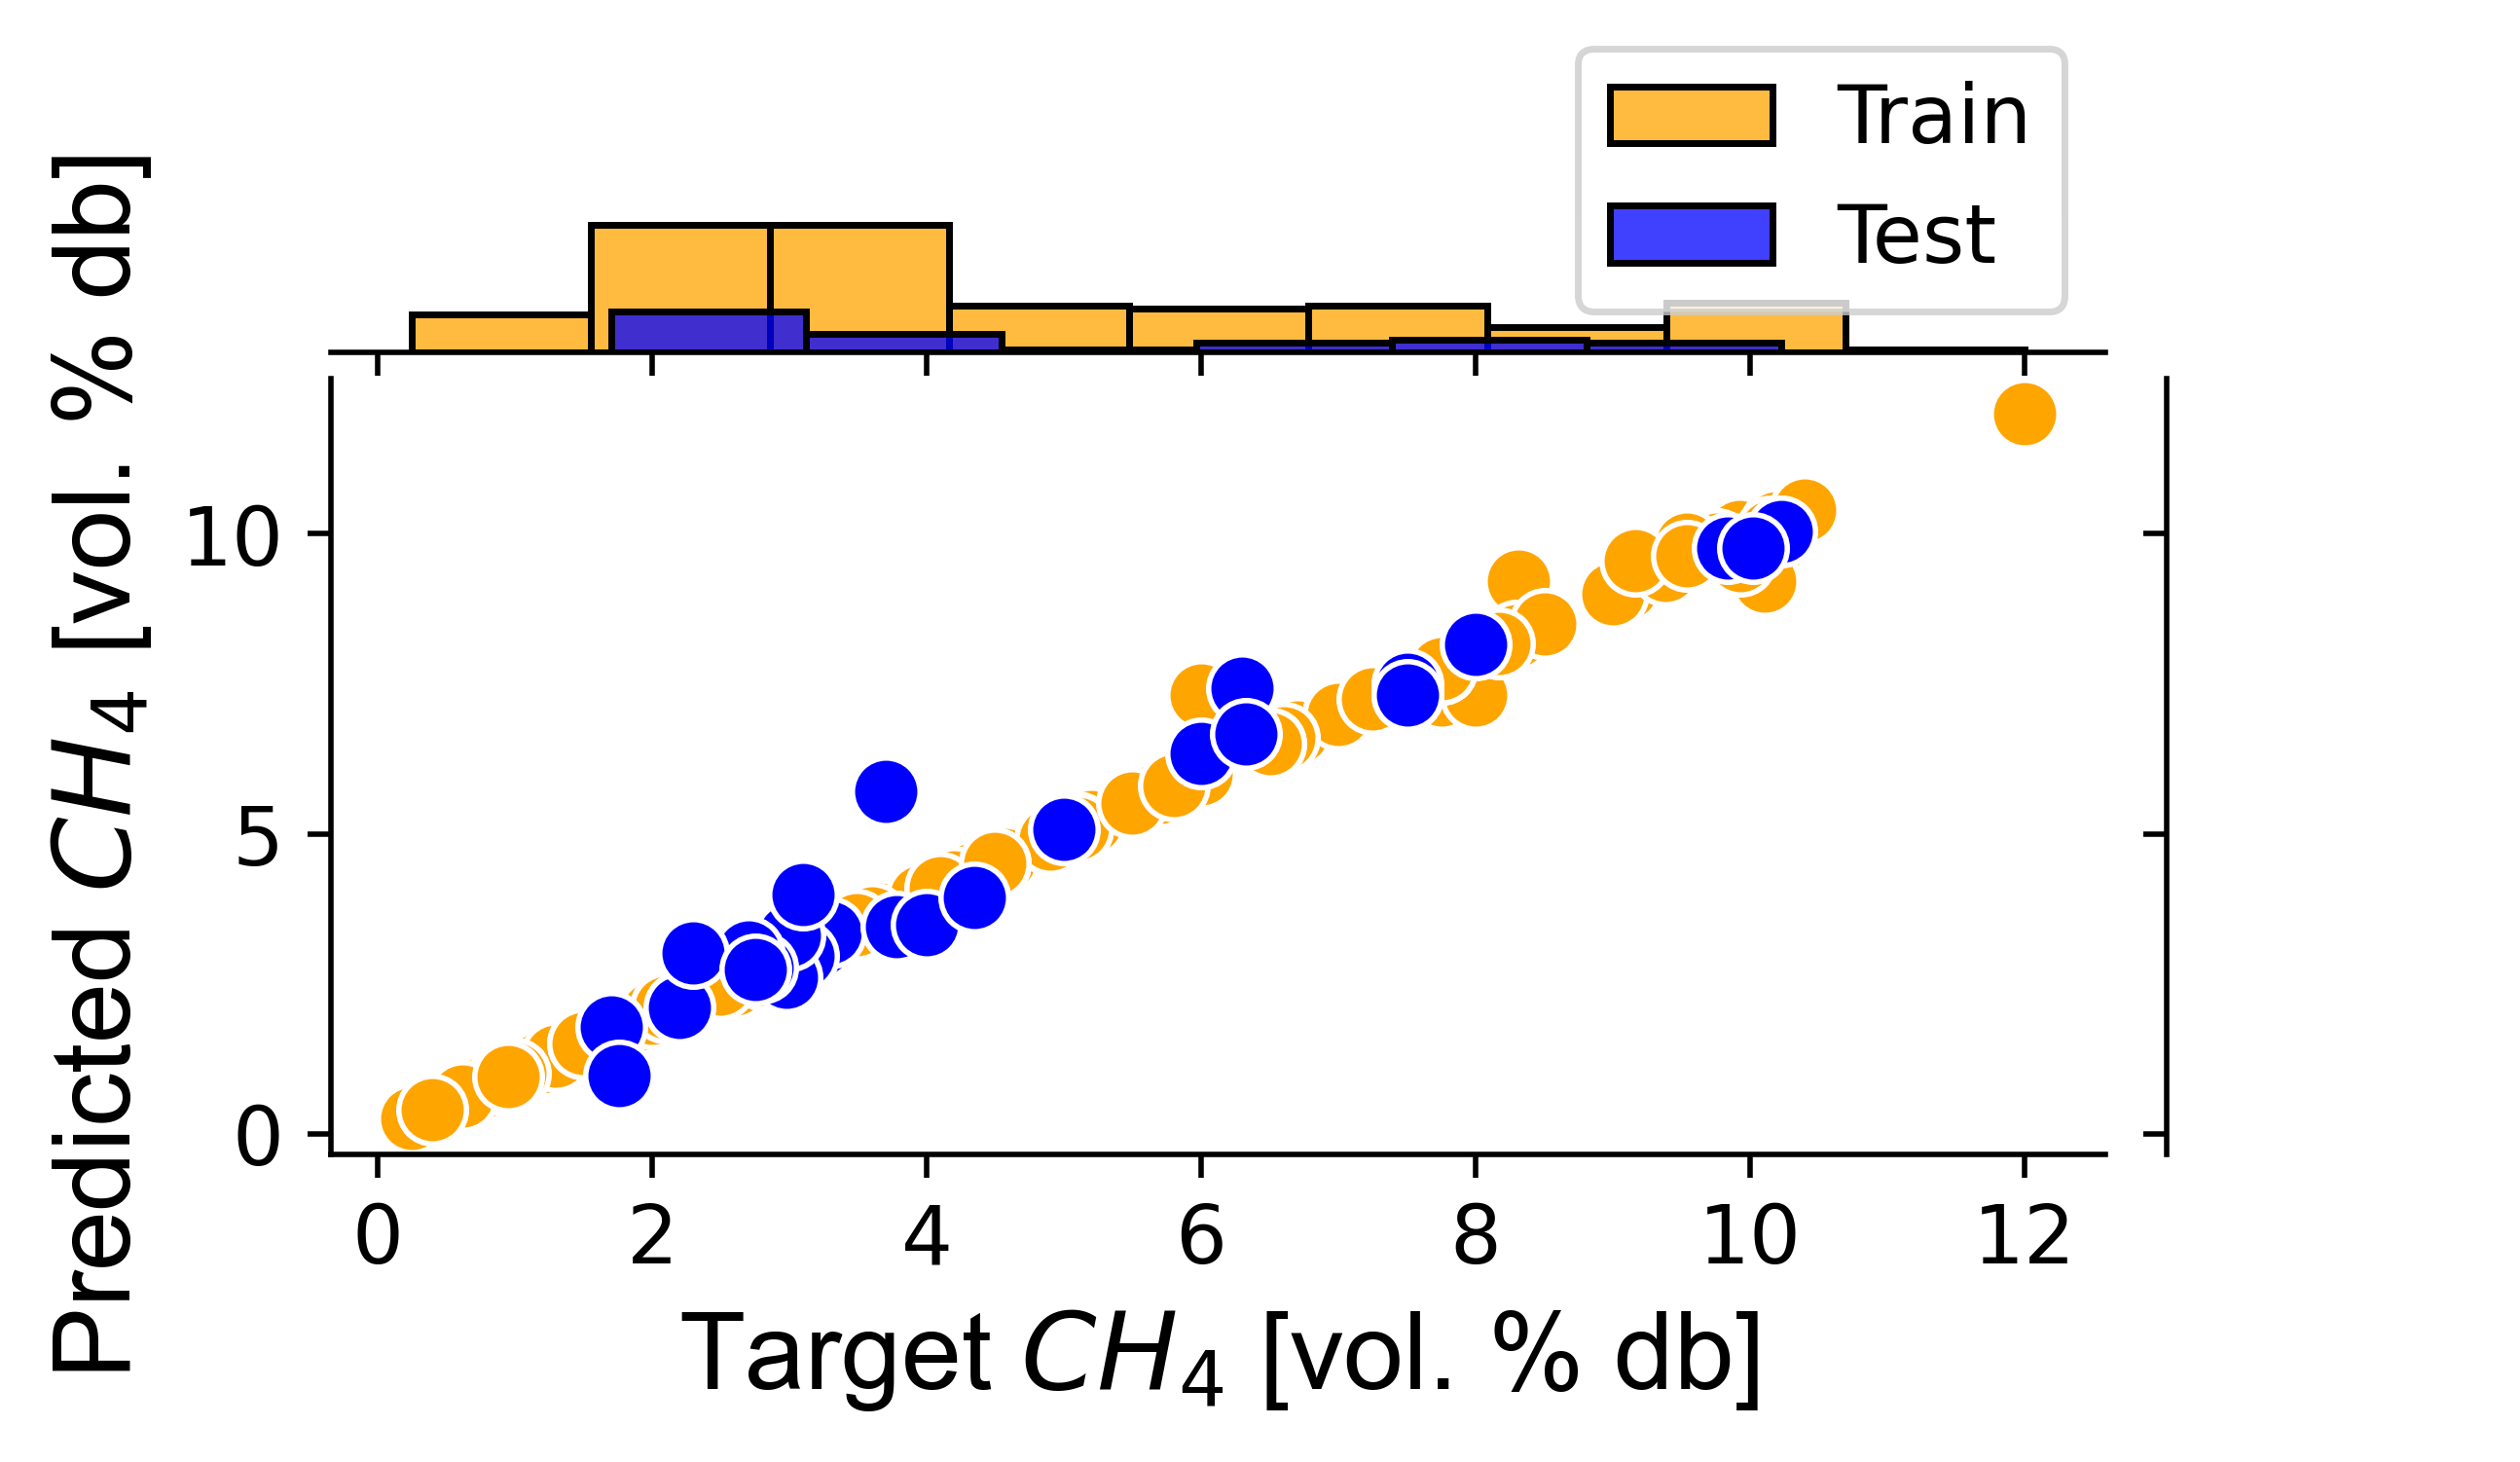 Train
Test
Predicted CH4 [vol. % db]
10
5
0
0 2 4 6 8 10 12
Target CH4 [vol. % db]